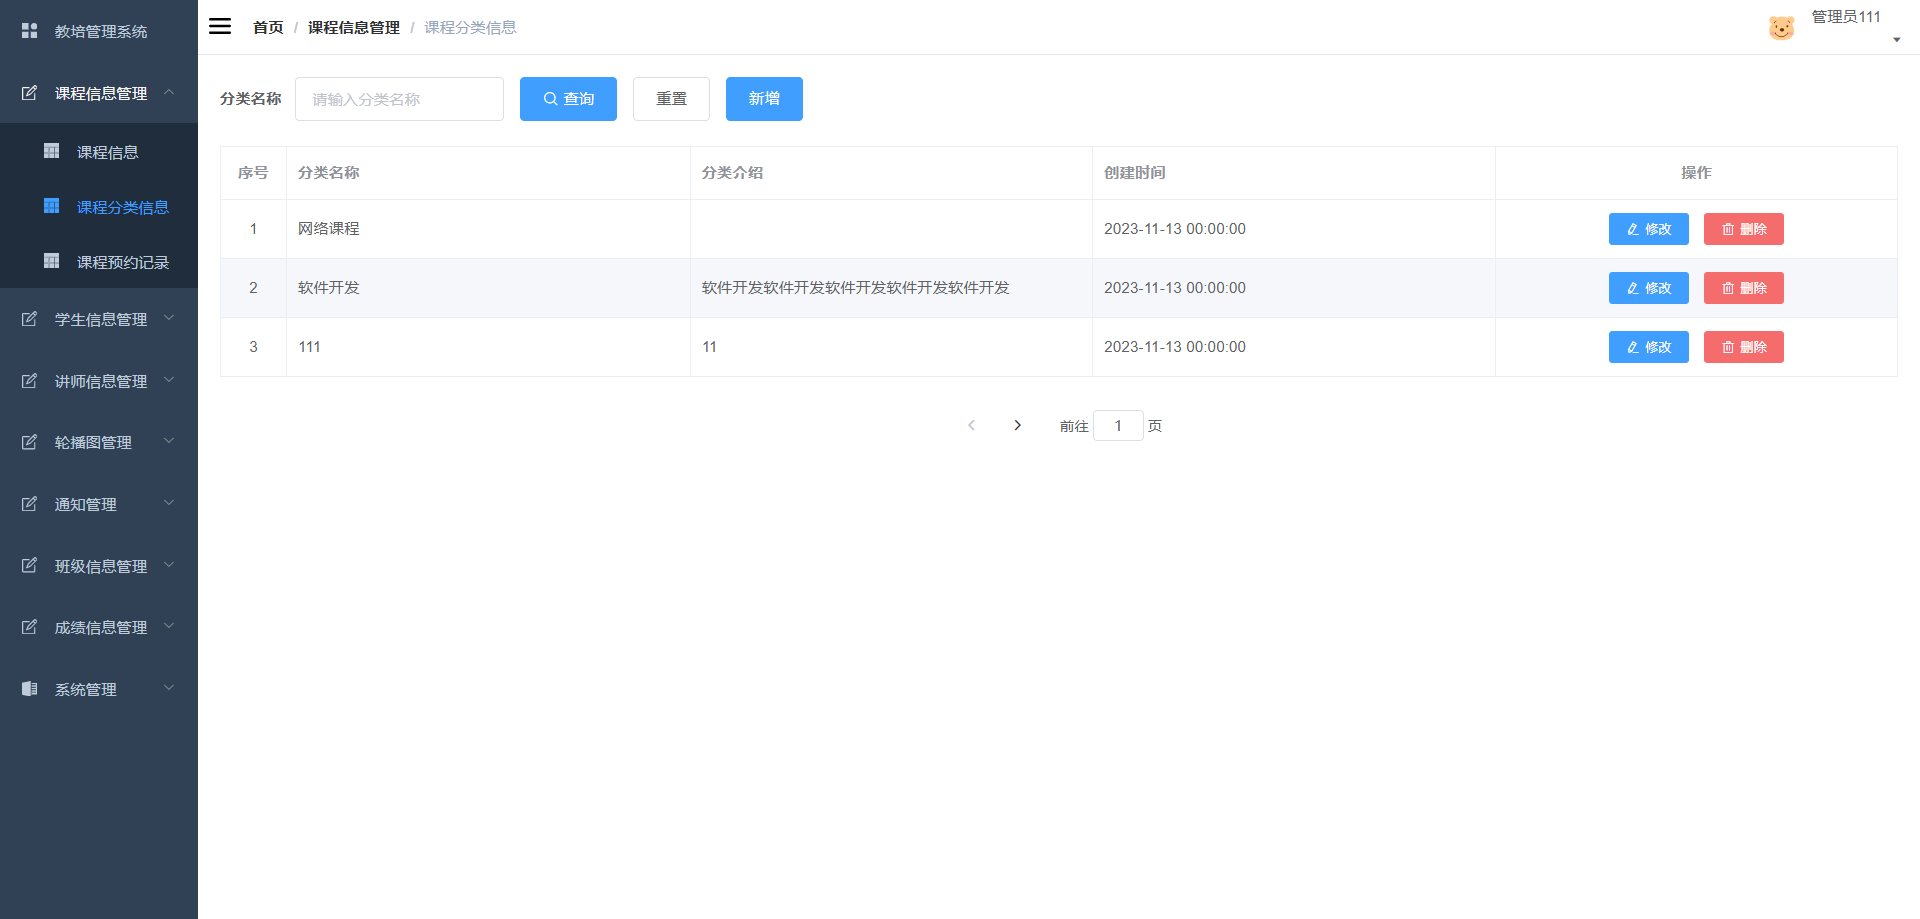 教培管理系统
课程信息管理
课程信息
课程分类信息
课程预约记录
学生信息管理
讲师信息管理
轮播图管理
通知管理
班级信息管理
成绩信息管理
系统管理
首页 / 课程信息管理 / 课程分类信息
管理员111
分类名称 请输入分类名称 查询 重置 新增
序号 分类名称 分类介绍 创建时间 操作
1 网络课程 2023-11-13 00:00:00 修改 删除
2 软件开发 软件开发软件开发软件开发软件开发软件开发 2023-11-13 00:00:00 修改 删除
3 111 11 2023-11-13 00:00:00 修改 删除
前往 1 页